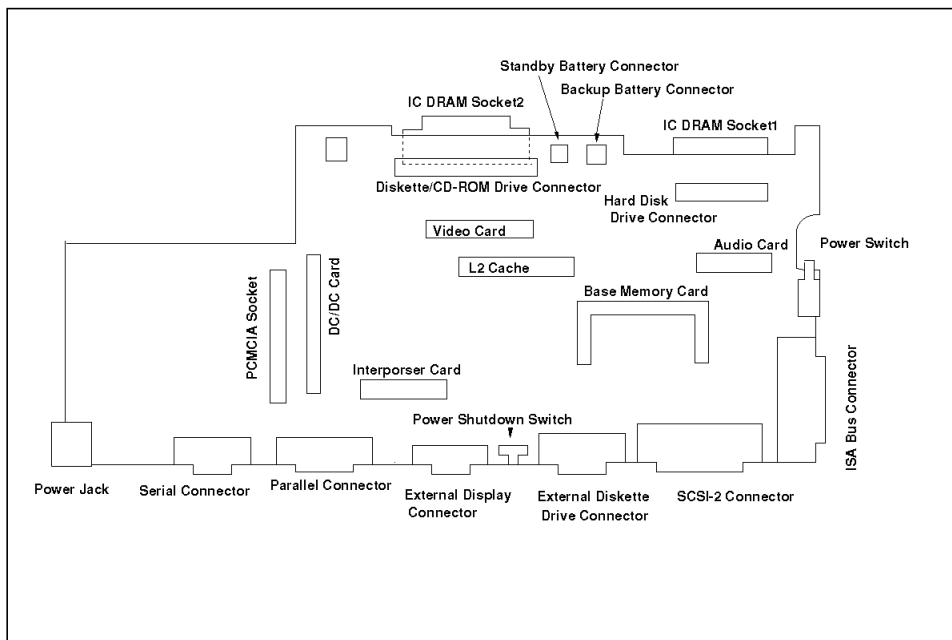 Standby Battery Connector
Backup Battery Connector
IC DRAM Socket2
IC DRAM Socket1
Diskette/CD-ROM Drive Connector
Hard Disk
Drive Connector
Video Card
Audio Card
Power Switch
L2 Cache
Base Memory Card
PCMCIA Socket
DC/DC Card
Interporser Card
Power Shutdown Switch
ISA Bus Connector
Power Jack
Serial Connector
Parallel Connector
External Display
Connector
External Diskette
Drive Connector
SCSI-2 Connector